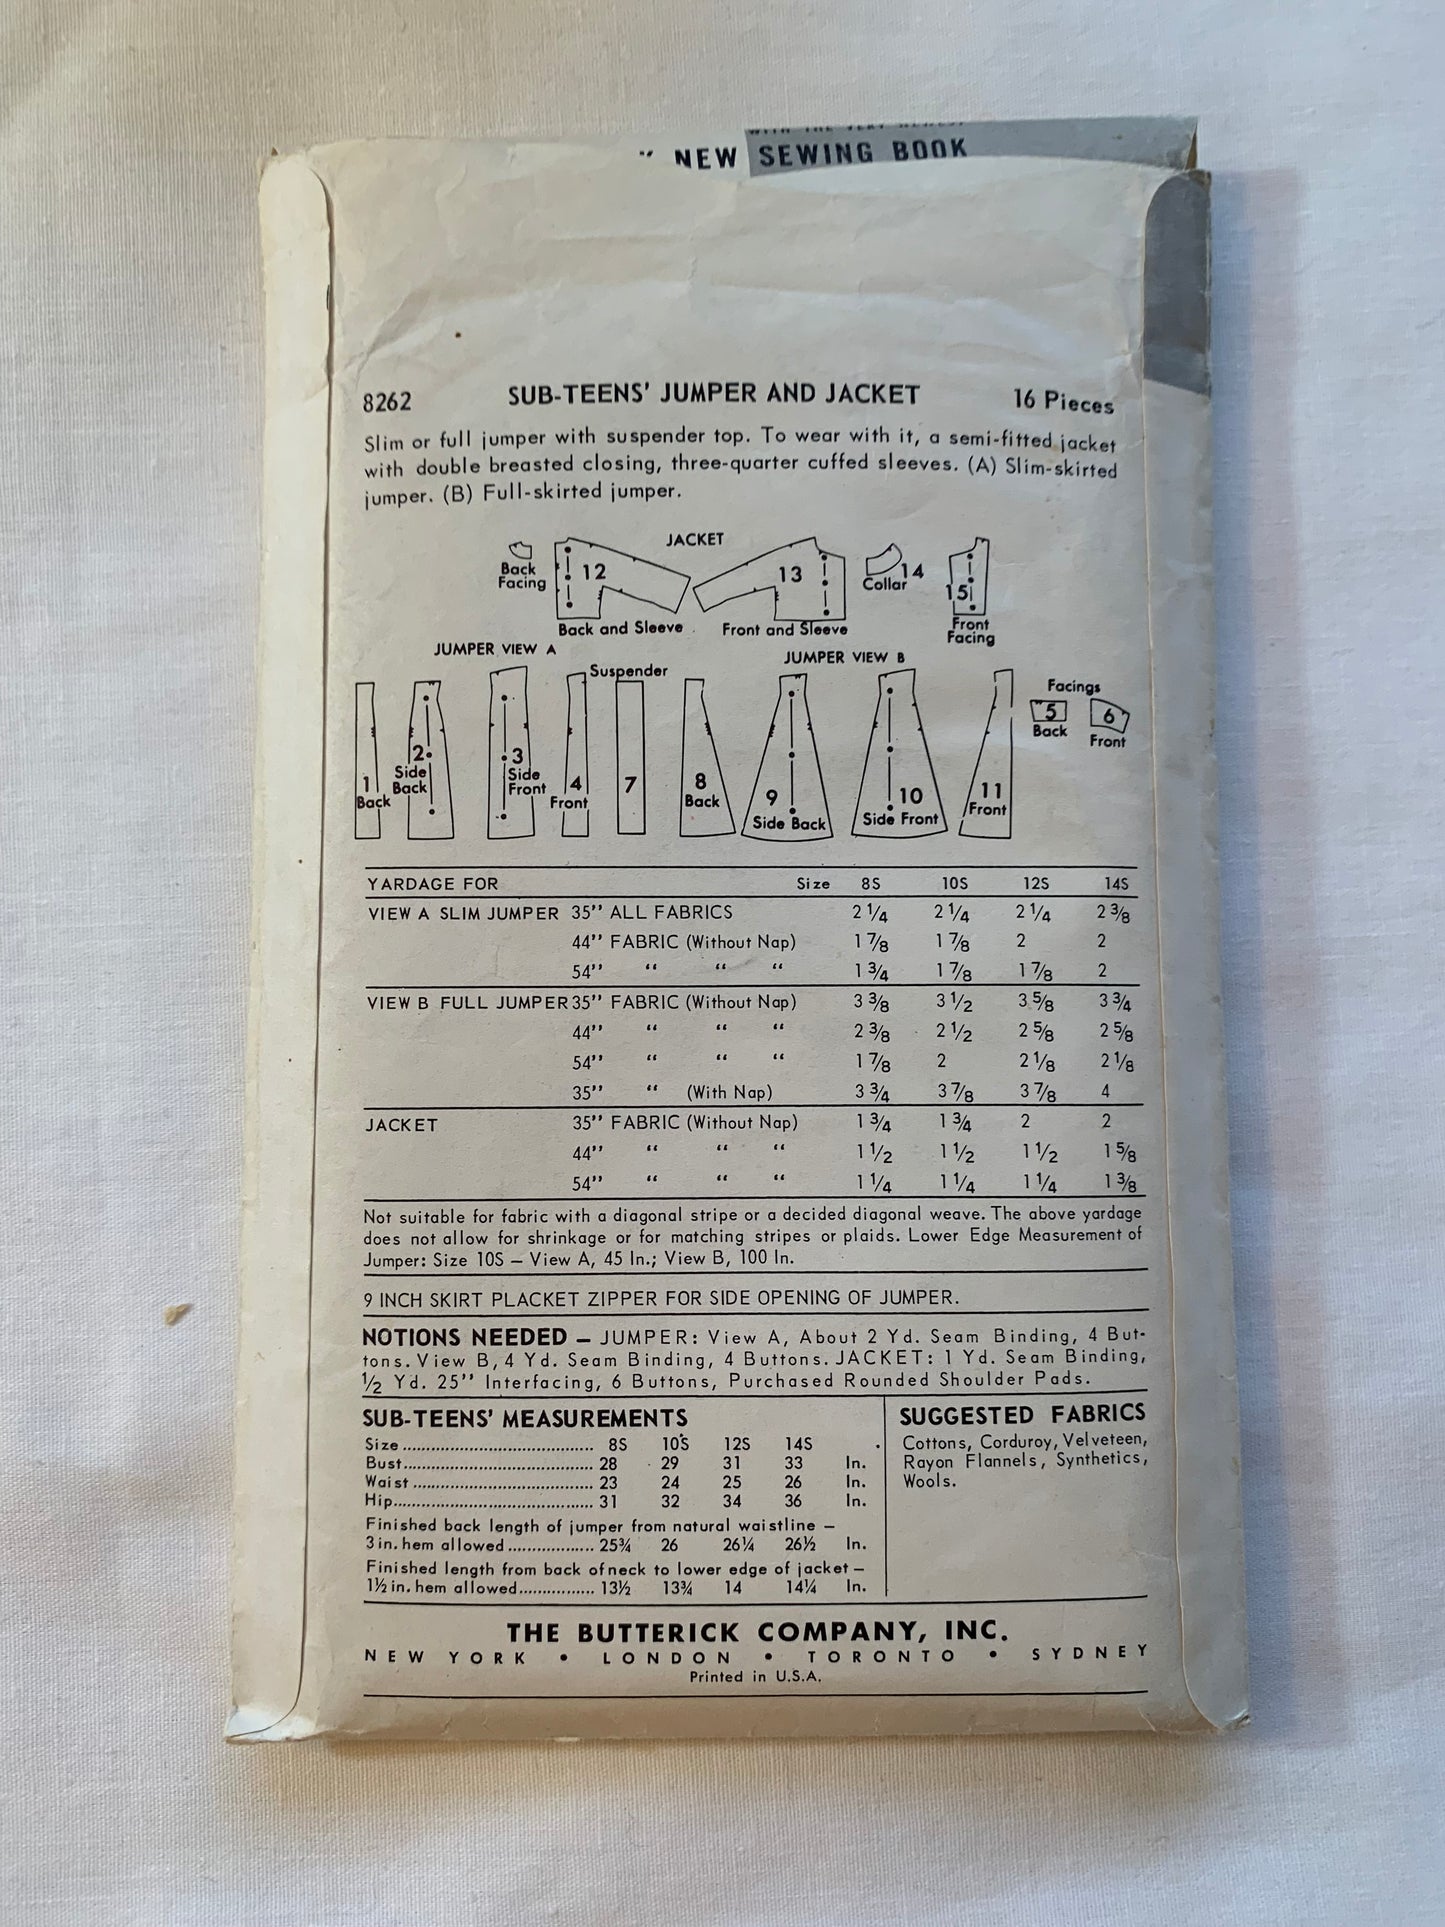 NEW SEWING BOOK
8262 SUB-TEENS' JUMPER AND JACKET 16 Pieces
Slim or full jumper with suspender top. To wear with it, a semi-fitted jacket
with double breasted closing, three-quarter cuffed sleeves. (A) Slim-skirted
jumper. (B) Full-skirted jumper.
JACKET
Back
Facing
12
Back and Sleeve
13
Front and Sleeve
14
Collar
15
Front
Facing
JUMPER VIEW A
Suspender
JUMPER VIEW B
Facings
1
Back
2
Side
Back
3
Side
Front
4
Front
7
8
Back
9
Side Back
10
Side Front
11
Front
5
Back
6
Front
YARDAGE FOR Size 8S 10S 12S 14S
VIEW A SLIM JUMPER 35" ALL FABRICS 2 1/4 2 1/4 2 1/4 2 3/8
44" FABRIC (Without Nap) 1 7/8 1 7/8 2 2
54" " " " 1 3/4 1 7/8 1 7/8 2
VIEW B FULL JUMPER 35" FABRIC (Without Nap) 3 3/8 3 1/2 3 5/8 3 3/4
44" " " " 2 3/8 2 1/2 2 5/8 2 5/8
54" " " " 1 7/8 2 2 1/8 2 1/8
35" " (With Nap) 3 3/4 3 7/8 3 7/8 4
JACKET 35" FABRIC (Without Nap) 1 3/4 1 3/4 2 2
44" " " " 1 1/2 1 1/2 1 1/2 1 5/8
54" " " " 1 1/4 1 1/4 1 1/4 1 3/8
Not suitable for fabric with a diagonal stripe or a decided diagonal weave. The above yardage
does not allow for shrinkage or for matching stripes or plaids. Lower Edge Measurement of
Jumper: Size 10S – View A, 45 In.; View B, 100 In.
9 INCH SKIRT PLACKET ZIPPER FOR SIDE OPENING OF JUMPER.
NOTIONS NEEDED – JUMPER: View A, About 2 Yd. Seam Binding, 4 But-
tons. View B, 4 Yd. Seam Binding, 4 Buttons. JACKET: 1 Yd. Seam Binding,
1/2 Yd. 25" Interfacing, 6 Buttons, Purchased Rounded Shoulder Pads.
SUB-TEENS' MEASUREMENTS
Size 8S 10S 12S 14S
Bust 28 29 31 33 In.
Waist 23 24 25 26 In.
Hip 31 32 34 36 In.
Finished back length of jumper from natural waistline –
3 in. hem allowed 25¾ 26 26¼ 26½ In.
Finished length from back of neck to lower edge of jacket –
1½ in. hem allowed 13½ 13¾ 14 14¼ In.
SUGGESTED FABRICS
Cottons, Corduroy, Velveteen,
Rayon Flannels, Synthetics,
Wools.
THE BUTTERICK COMPANY, INC.
NEW YORK • LONDON • TORONTO • SYDNEY
Printed in U.S.A.